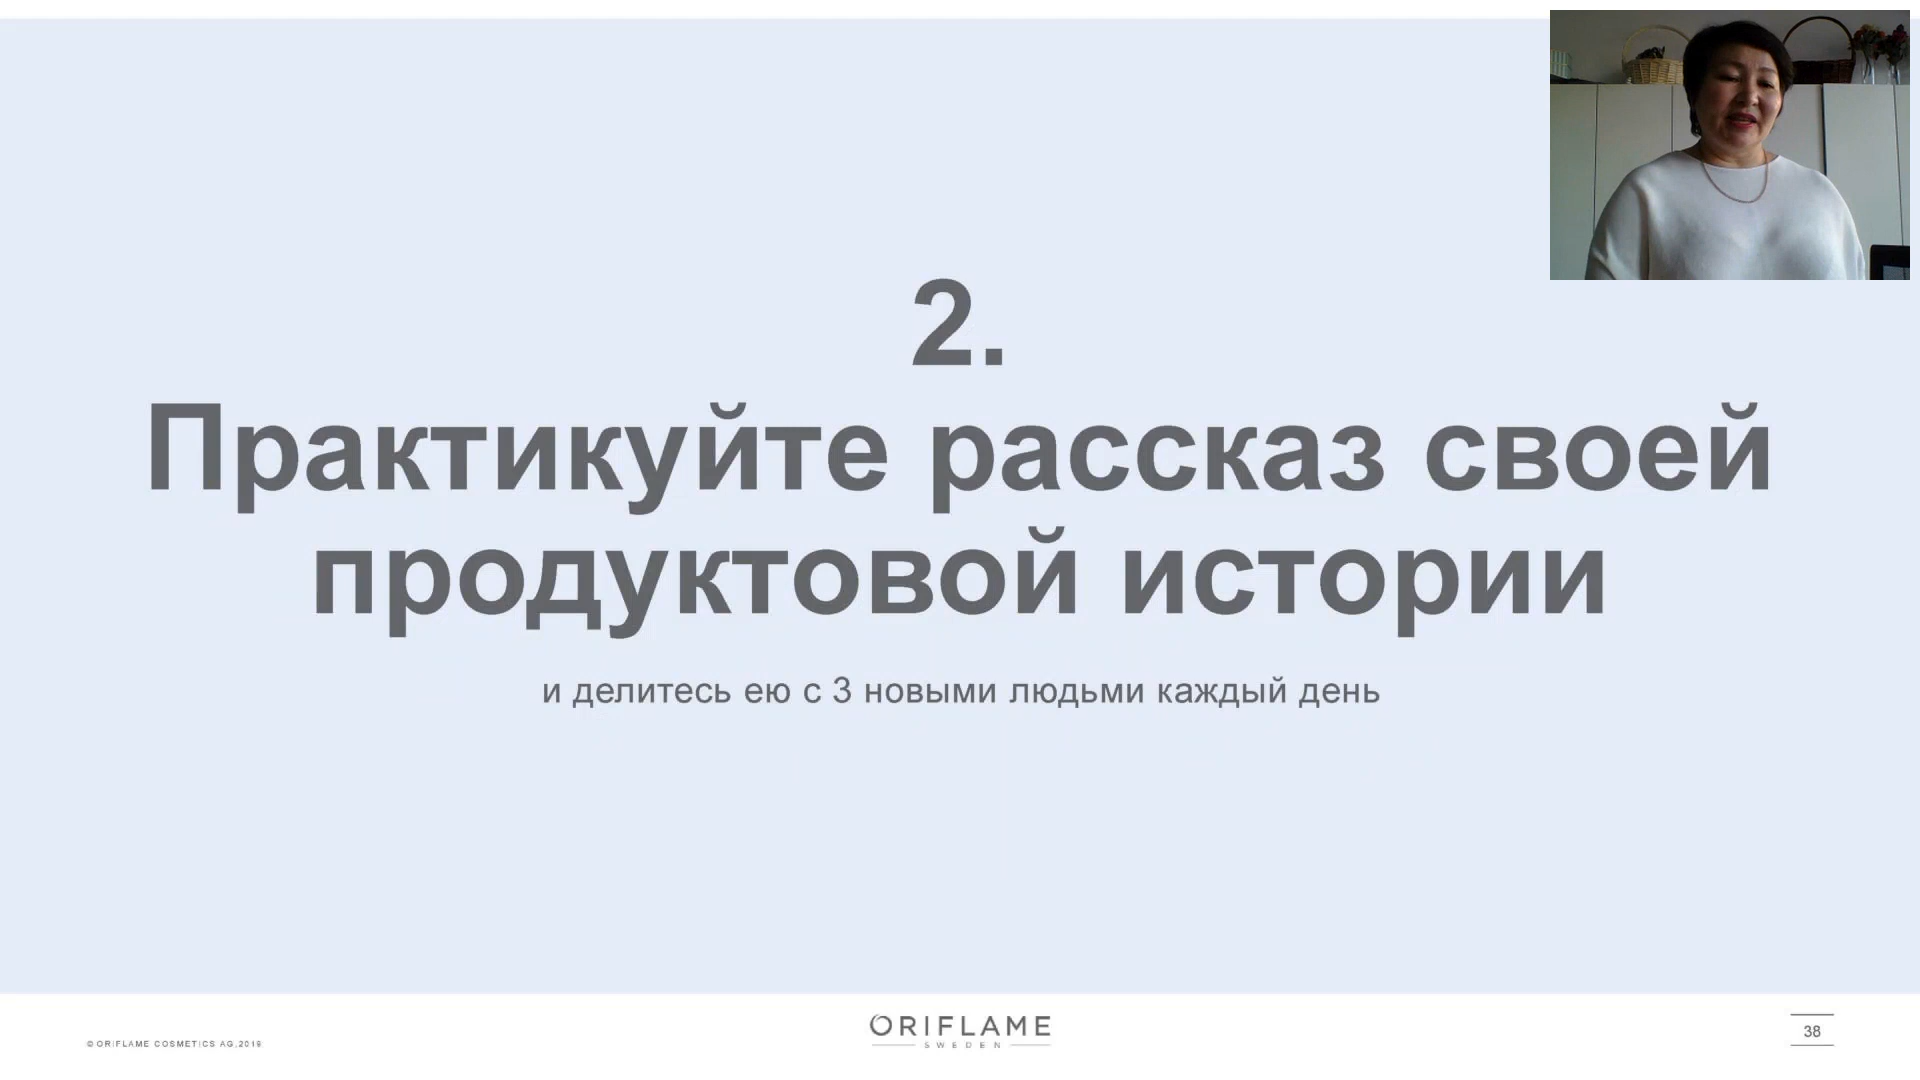 2.
Практикуйте рассказ своей
продуктовой истории
и делитесь ею с 3 новыми людьми каждый день
© ORIFLAME COSMETICS AG,2019
ORIFLAME
SWEDEN
38